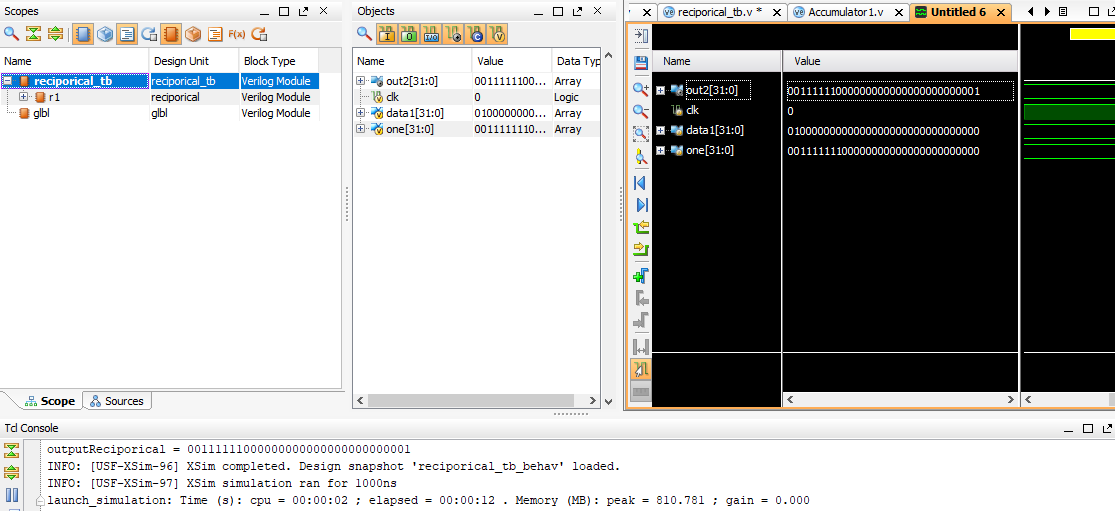 Scopes
F(x)
Name Design Unit Block Type
reciporical_tb reciporical_tb Verilog Module
r1 reciporical Verilog Module
glbl glbl Verilog Module
Scope Sources
Objects
I O I/O C V
Name Value Data Typ
out2[31:0] 0011111100... Array
clk 0 Logic
data1[31:0] 0100000000... Array
one[31:0] 0011111110... Array
reciporical_tb.v * Accumulator1.v Untitled 6
Name Value
out2[31:0] 00111111000000000000000000000001
clk 0
data1[31:0] 01000000000000000000000000000000
one[31:0] 00111111100000000000000000000000
Tcl Console
outputReciporical = 00111111000000000000000000000001
INFO: [USF-XSim-96] XSim completed. Design snapshot 'reciporical_tb_behav' loaded.
INFO: [USF-XSim-97] XSim simulation ran for 1000ns
launch_simulation: Time (s): cpu = 00:00:02 ; elapsed = 00:00:12 . Memory (MB): peak = 810.781 ; gain = 0.000